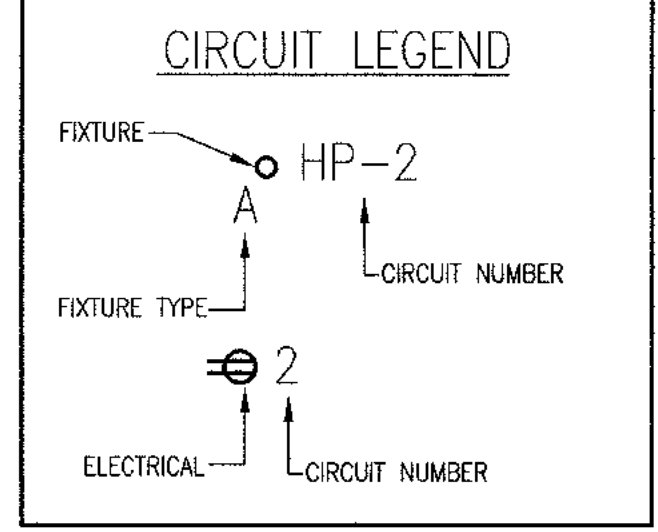 CIRCUIT LEGEND
FIXTURE
HP-2
A
CIRCUIT NUMBER
FIXTURE TYPE
2
ELECTRICAL
CIRCUIT NUMBER